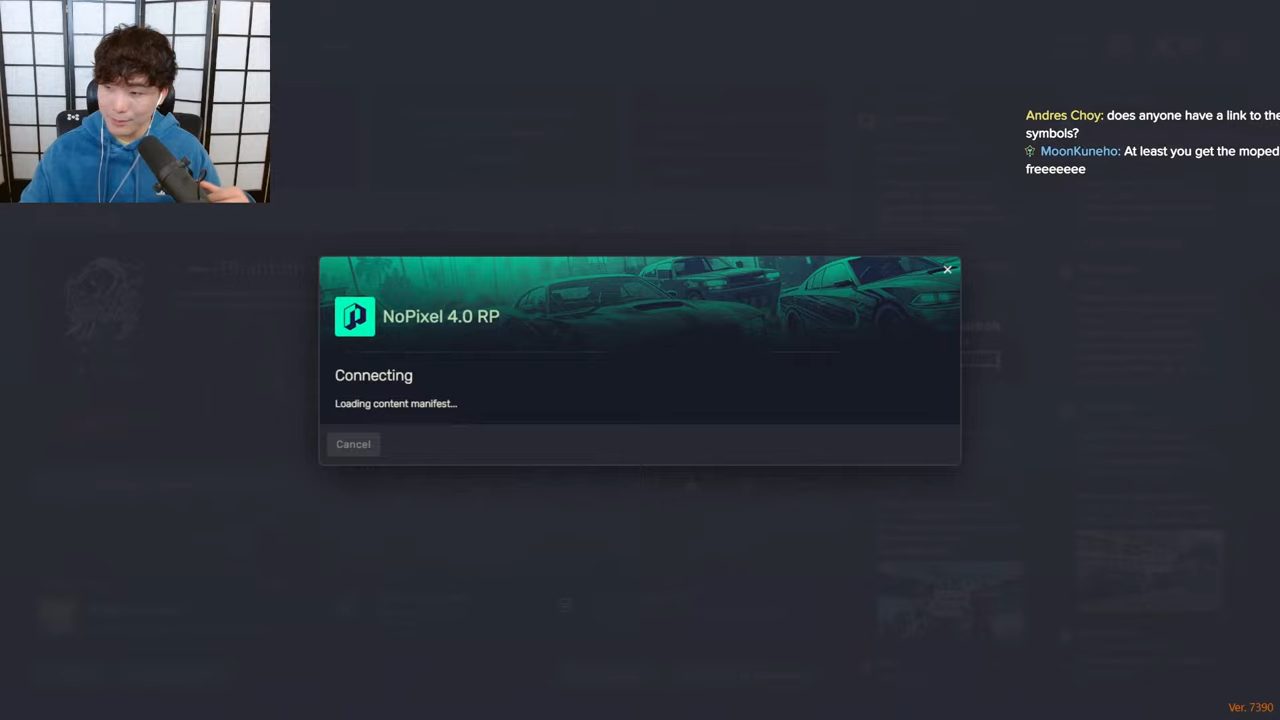 Andres Choy: does anyone have a link to the
symbols?
MoonKuneho: At least you get the moped
freeeeeee
NoPixel 4.0 RP
Connecting
Loading content manifest...
Cancel
Ver. 7390